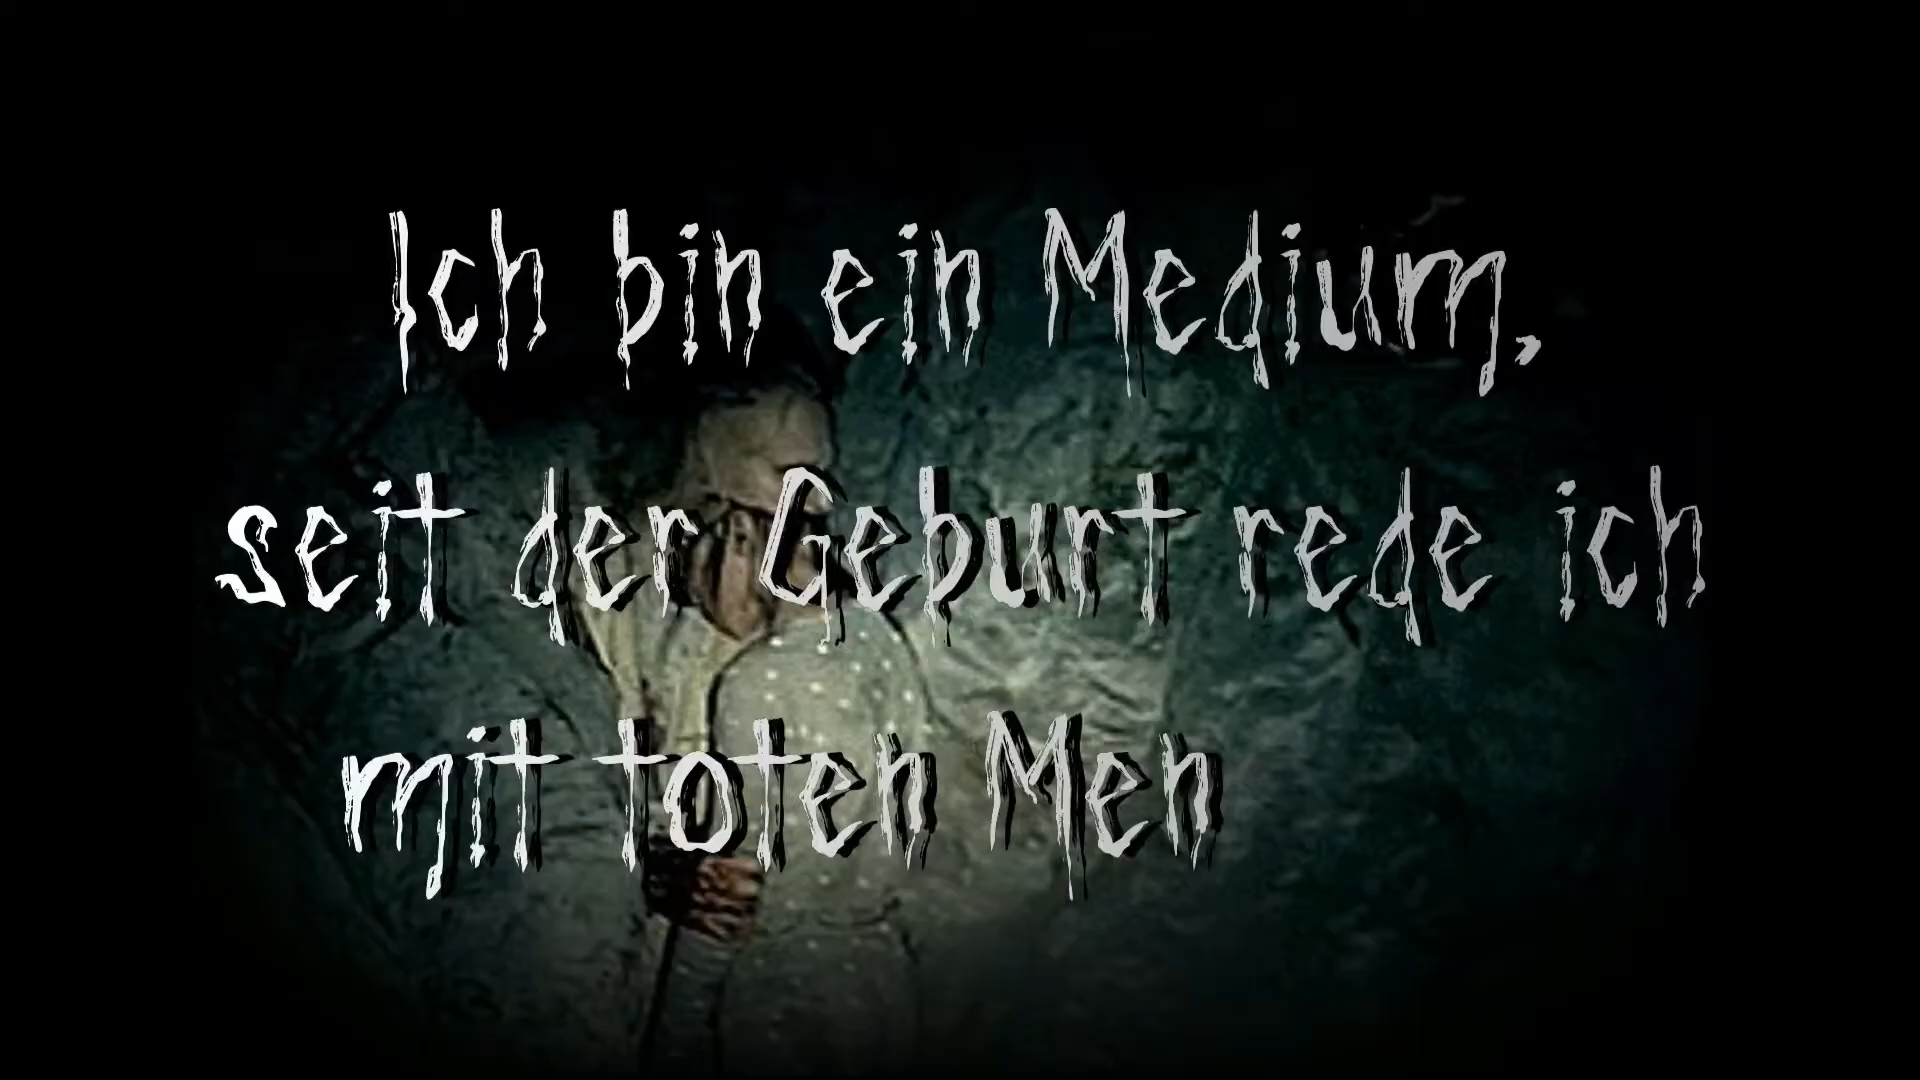 Ich bin ein Medium,
seit der Geburt rede ich
mit toten Men